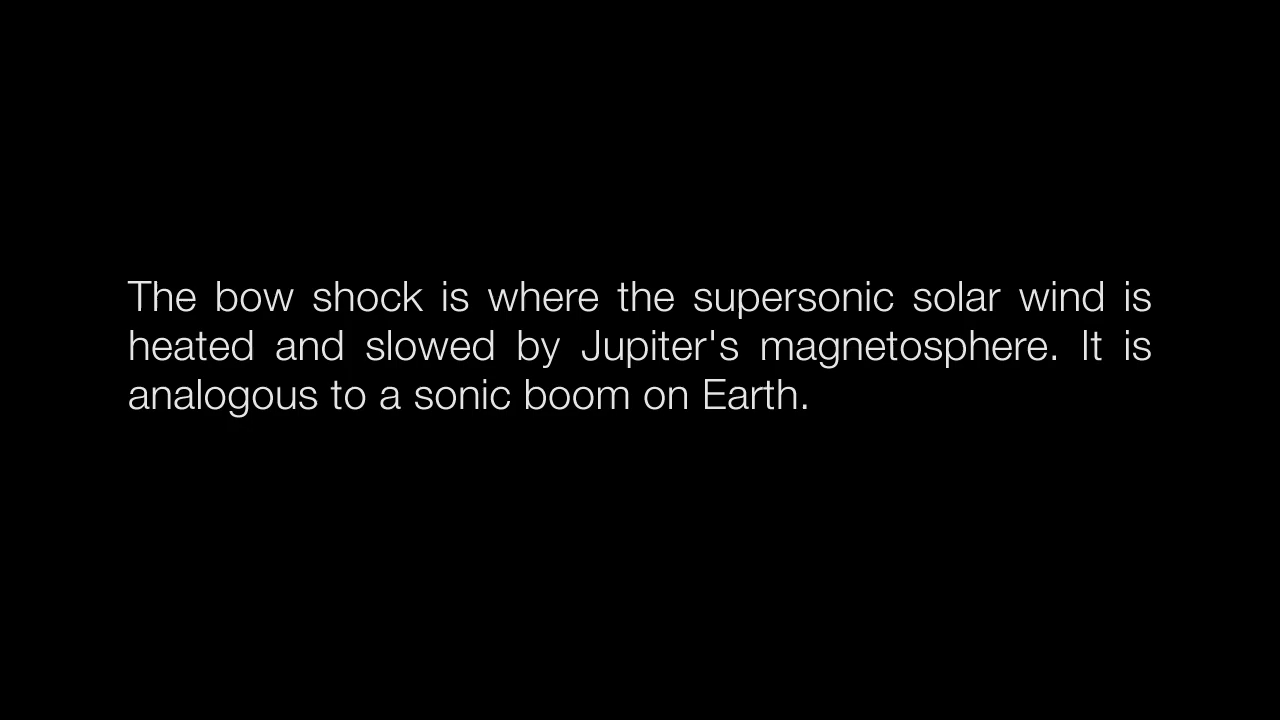 The bow shock is where the supersonic solar wind is
heated and slowed by Jupiter's magnetosphere. It is
analogous to a sonic boom on Earth.